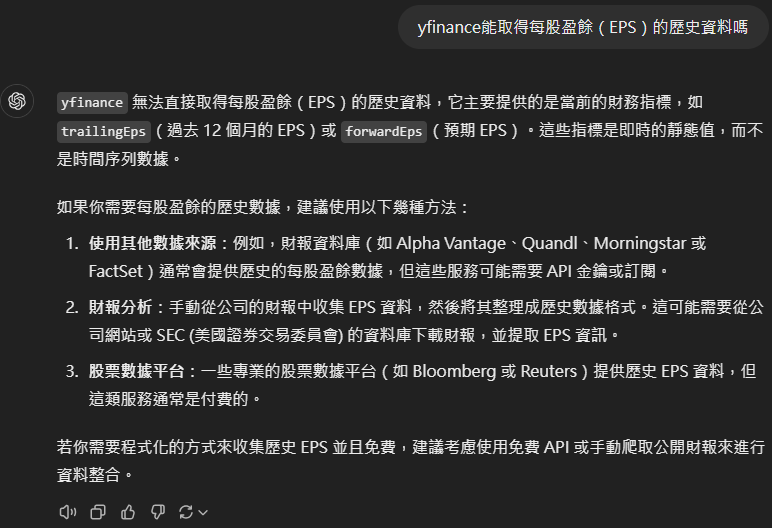 yfinance能取得每股盈餘（EPS）的歷史資料嗎
yfinance 無法直接取得每股盈餘（EPS）的歷史資料，它主要提供的是當前的財務指標，如
trailingEps（過去 12 個月的 EPS）或 forwardEps（預期 EPS）。這些指標是即時的靜態值，而不
是時間序列數據。
如果你需要每股盈餘的歷史數據，建議使用以下幾種方法：
1. 使用其他數據來源：例如，財報資料庫（如 Alpha Vantage、Quandl、Morningstar 或
FactSet）通常會提供歷史的每股盈餘數據，但這些服務可能需要 API 金鑰或訂閱。
2. 財報分析：手動從公司的財報中收集 EPS 資料，然後將其整理成歷史數據格式。這可能需要從公
司網站或 SEC (美國證券交易委員會) 的資料庫下載財報，並提取 EPS 資訊。
3. 股票數據平台：一些專業的股票數據平台（如 Bloomberg 或 Reuters）提供歷史 EPS 資料，但
這類服務通常是付費的。
若你需要程式化的方式來收集歷史 EPS 並且免費，建議考慮使用免費 API 或手動爬取公開財報來進行
資料整合。